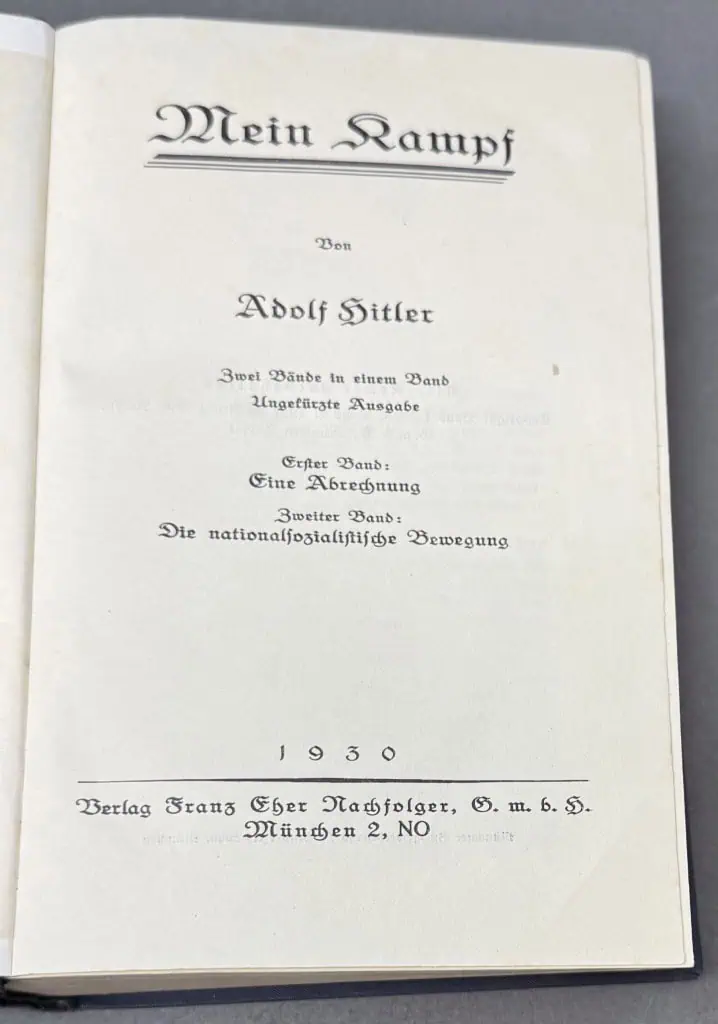 Mein Kampf
Von
Adolf Hitler
Zwei Bände in einem Band
Ungekürzte Ausgabe
Erster Band:
Eine Abrechnung
Zweiter Band:
Die nationalsozialistische Bewegung
1930
Verlag Franz Eher Nachfolger, G. m. b. H.
München 2, NO